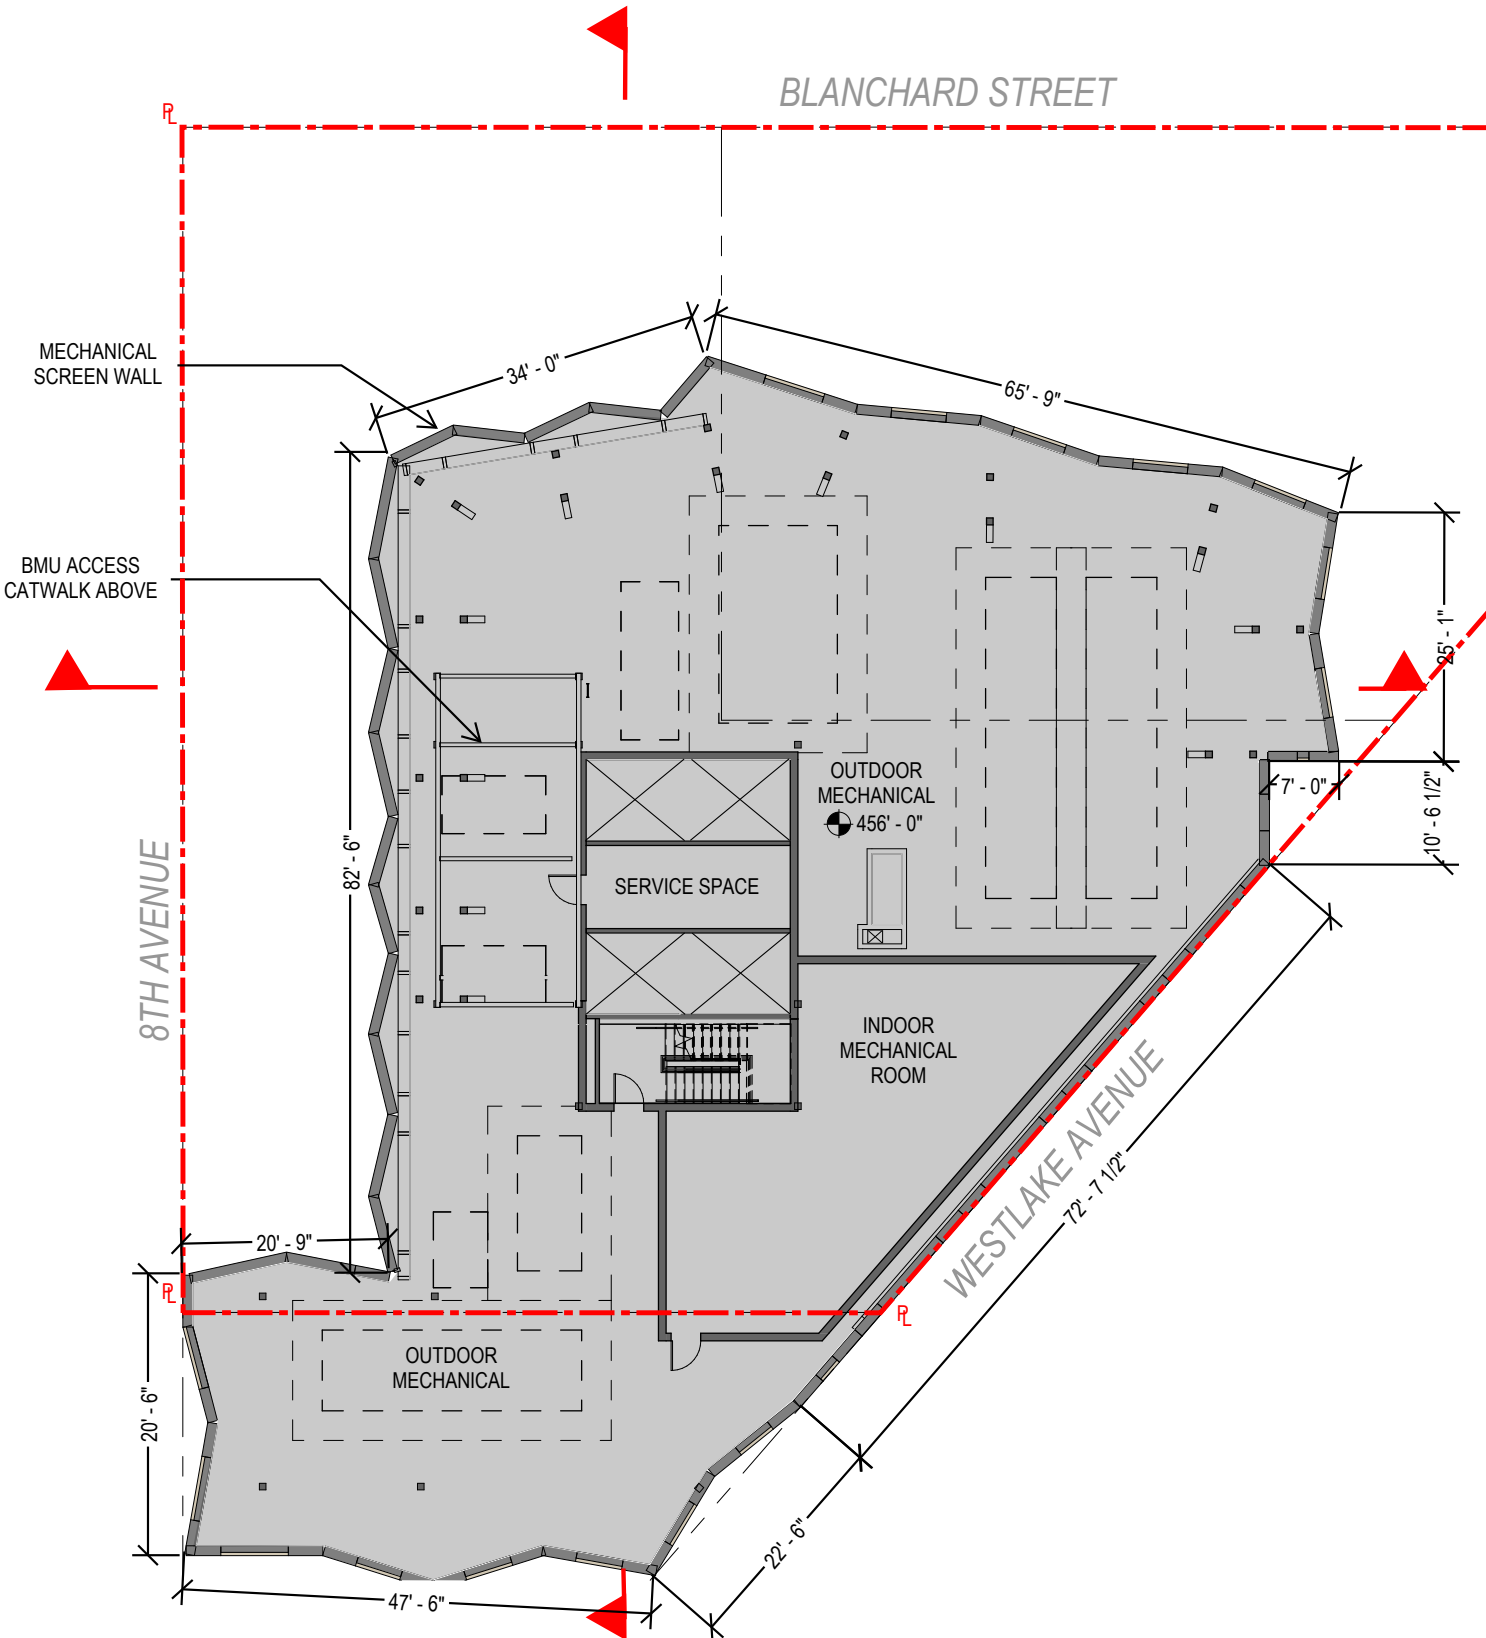 BLANCHARD STREET
PL
MECHANICAL
SCREEN WALL
34' - 0"
65' - 9"
BMU ACCESS
CATWALK ABOVE
25' - 1"
I
OUTDOOR
MECHANICAL
456' - 0"
7' - 0"
10' - 6 1/2"
82' - 6"
8TH AVENUE
SERVICE SPACE
INDOOR
MECHANICAL
ROOM
WESTLAKE AVENUE
72' - 7 1/2"
20' - 9"
PL
PL
OUTDOOR
MECHANICAL
20' - 6"
22' - 6"
47' - 6"